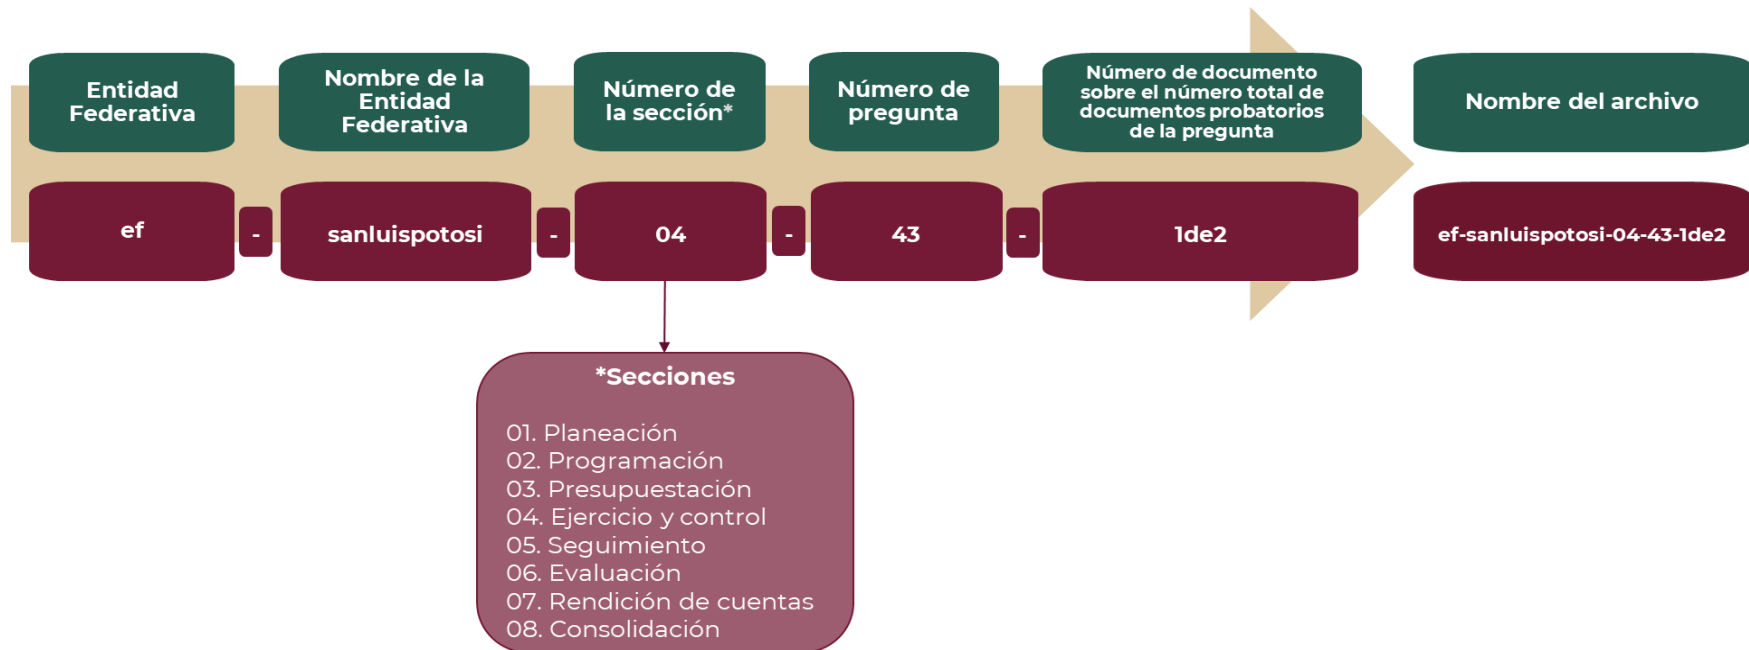 Entidad
Federativa
Nombre de la
Entidad
Federativa
Número de
la sección*
Número de
pregunta
Número de documento
sobre el número total de
documentos probatorios
de la pregunta
Nombre del archivo
ef
-
sanluispotosi
-
04
-
43
-
1de2
ef-sanluispotosi-04-43-1de2
*Secciones
01. Planeación
02. Programación
03. Presupuestación
04. Ejercicio y control
05. Seguimiento
06. Evaluación
07. Rendición de cuentas
08. Consolidación